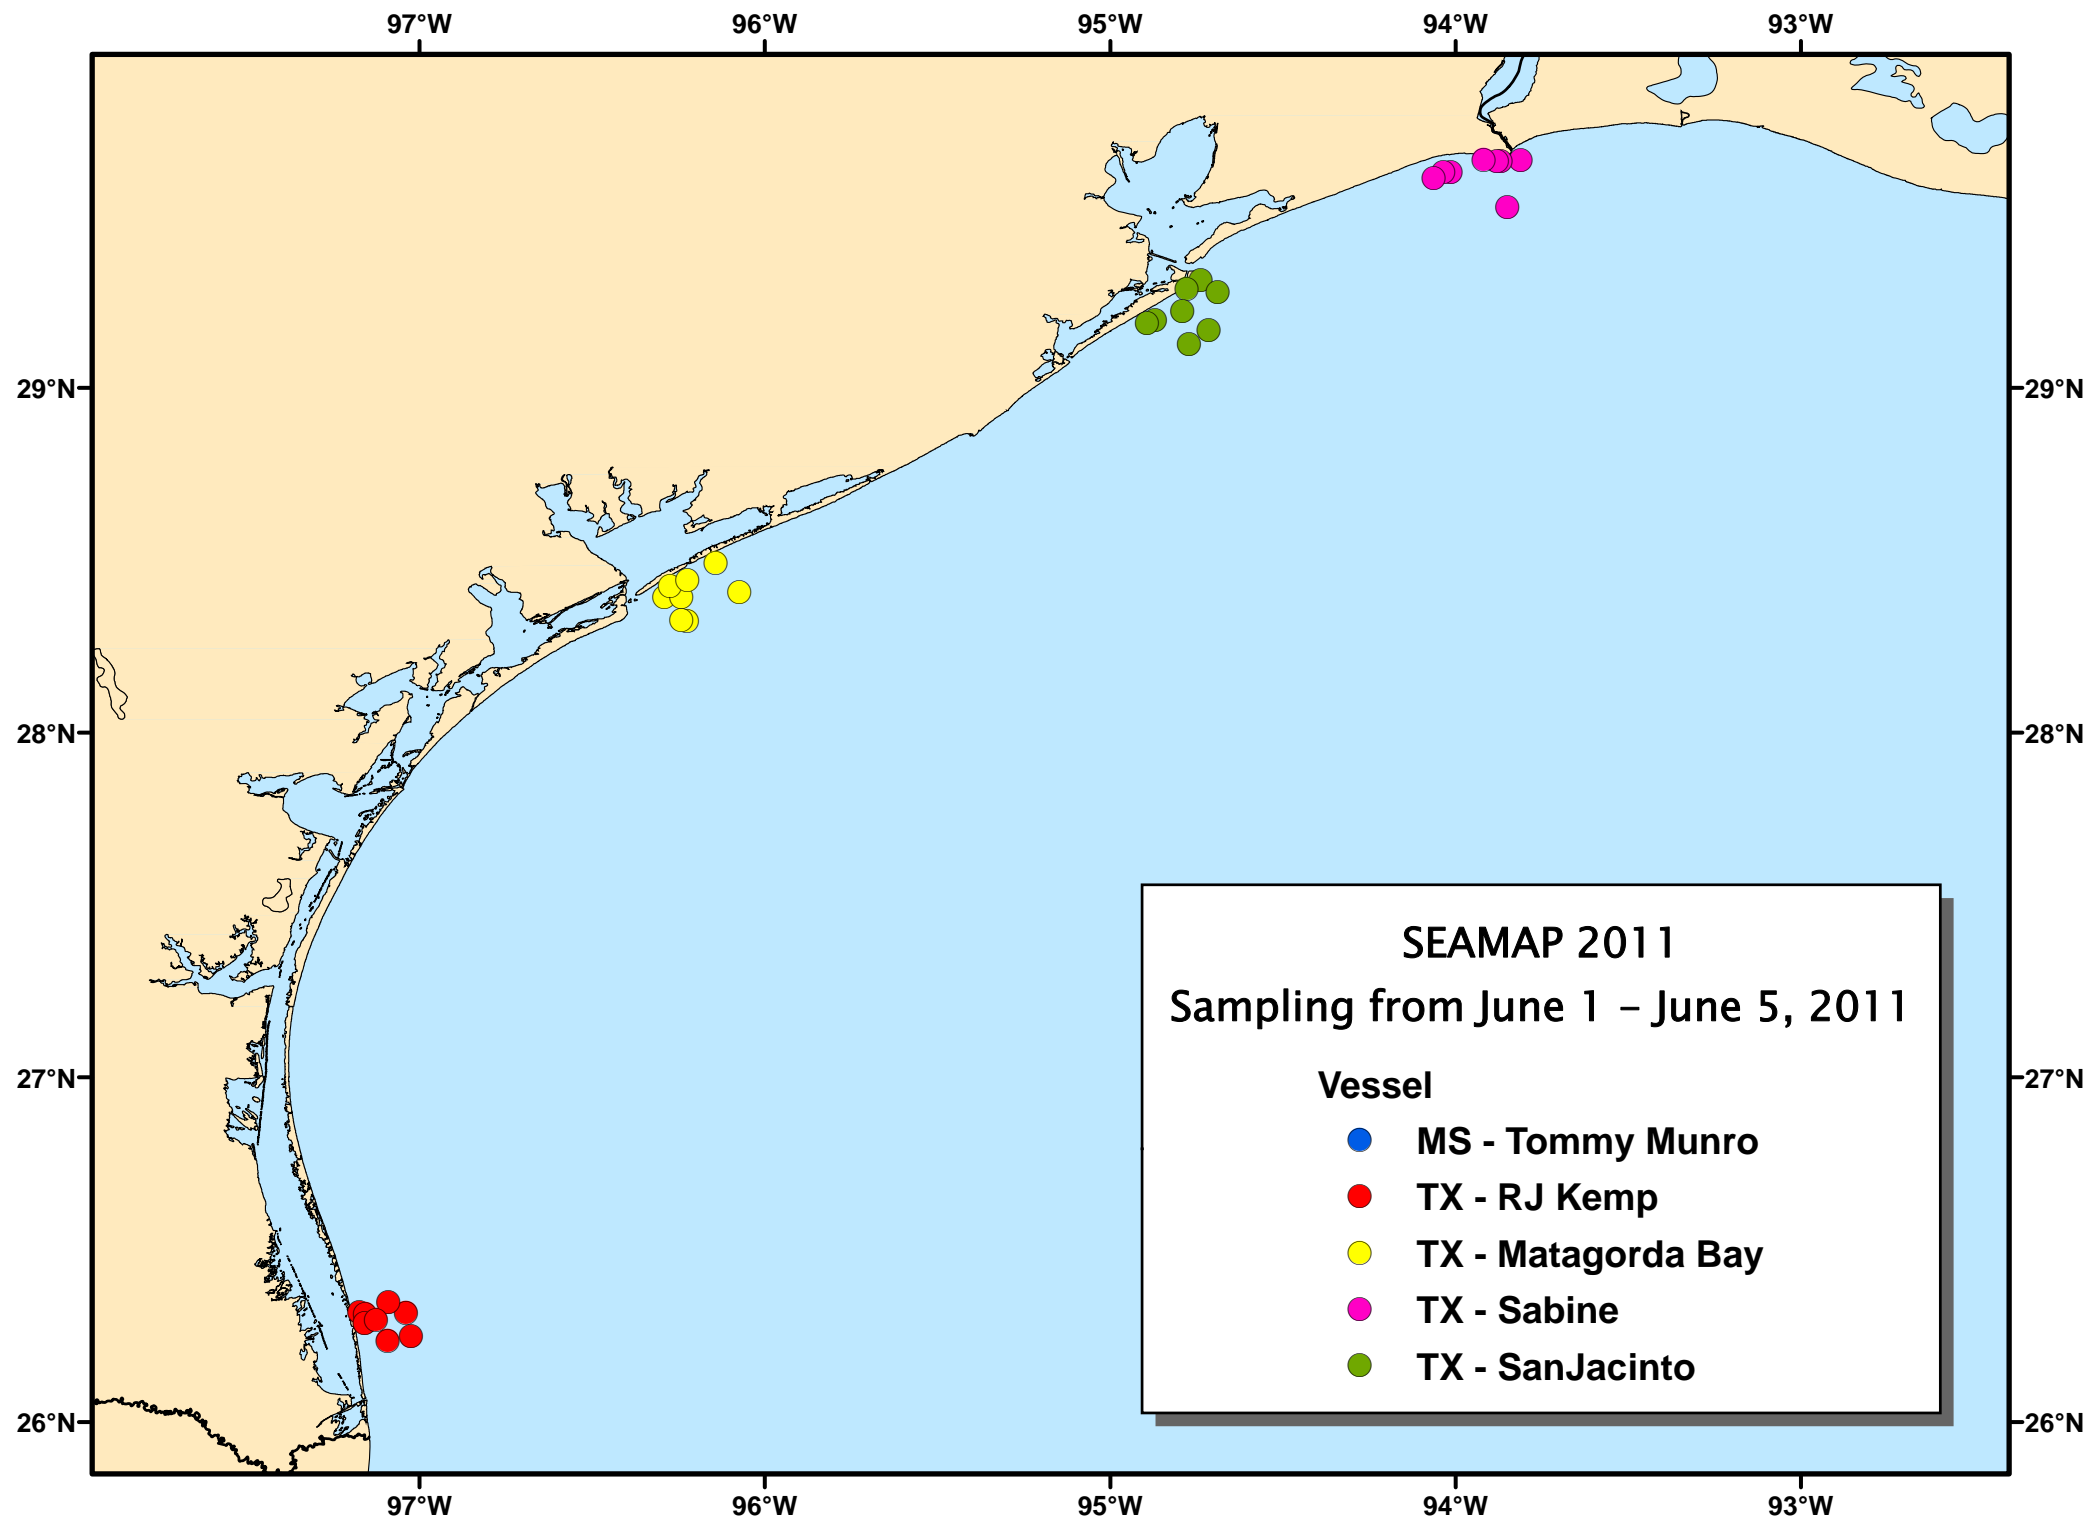 97°W 96°W 95°W 94°W 93°W
29°N 29°N
28°N 28°N
SEAMAP 2011
Sampling from June 1 - June 5, 2011
27°N 27°N
Vessel
MS - Tommy Munro
TX - RJ Kemp
TX - Matagorda Bay
TX - Sabine
TX - SanJacinto
26°N 26°N
97°W 96°W 95°W 94°W 93°W